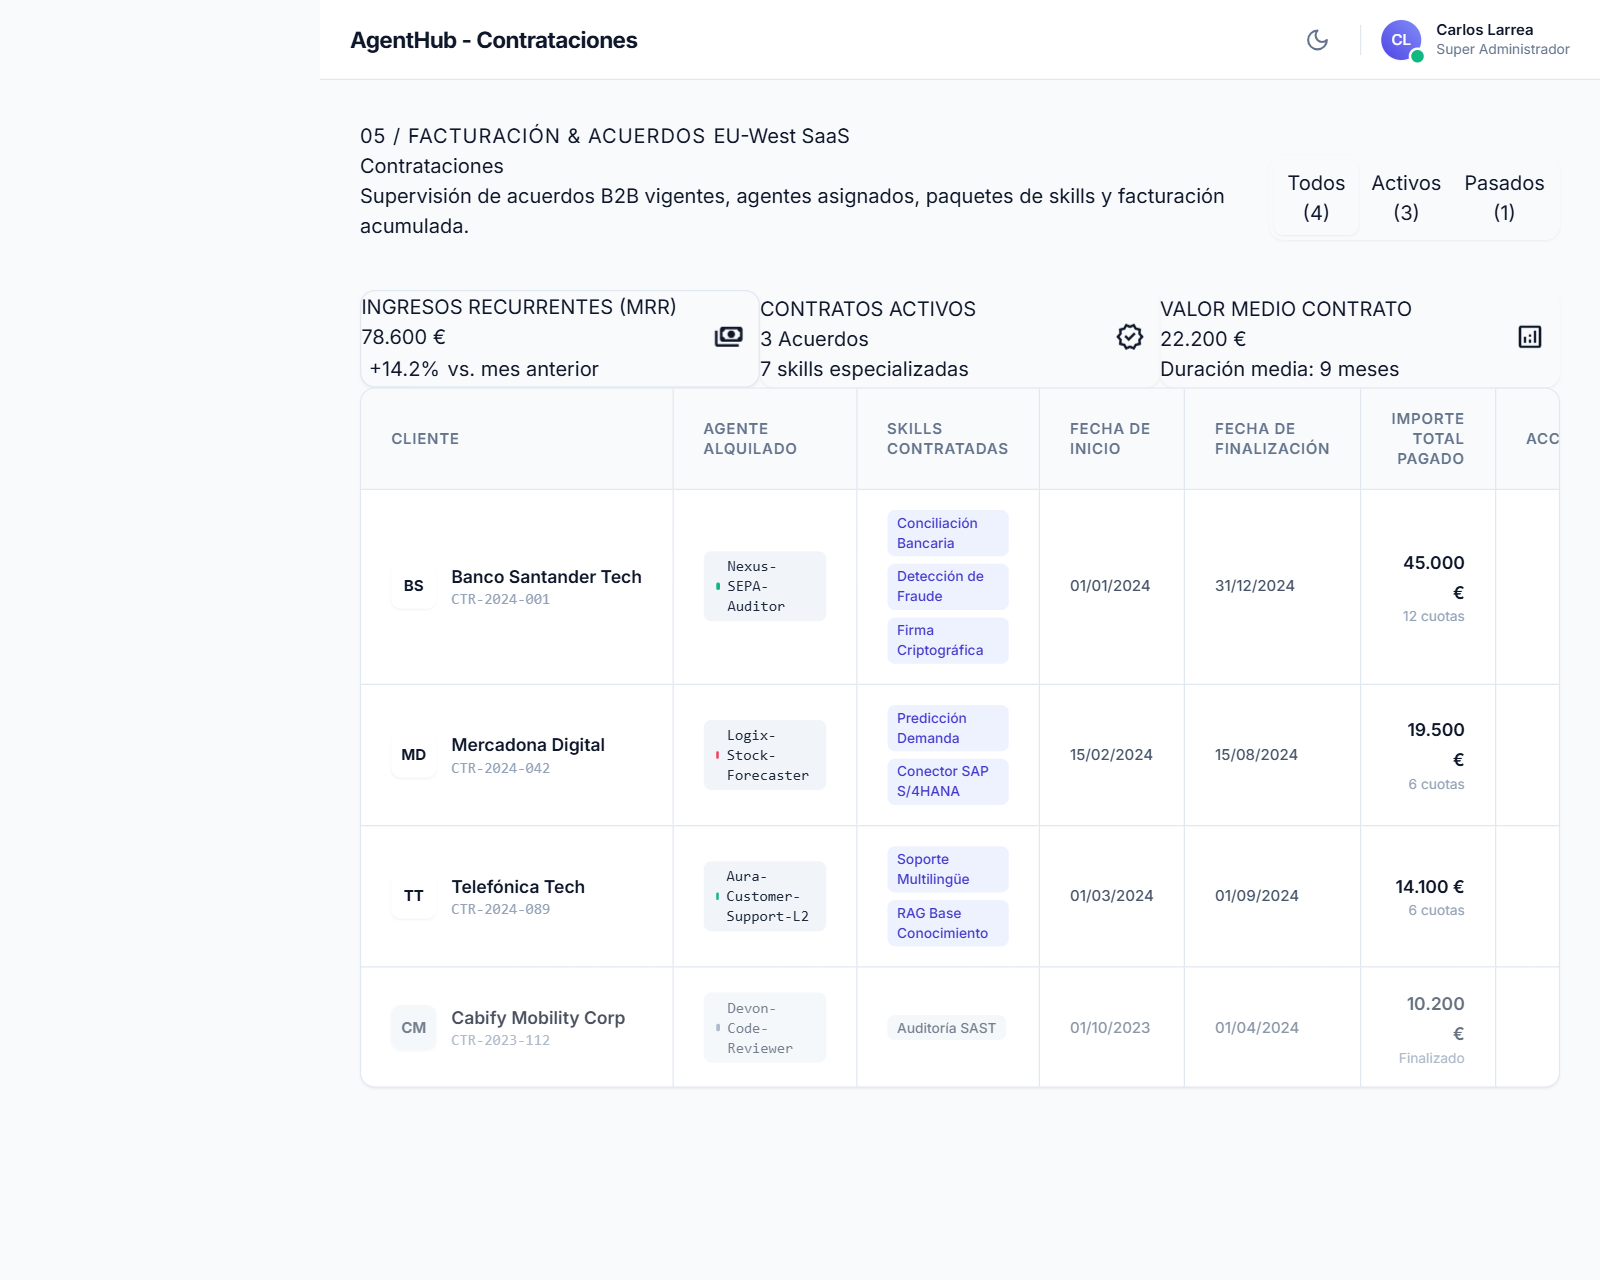 AgentHub - Contrataciones
CL
Carlos Larrea
Super Administrador
05 / FACTURACIÓN & ACUERDOS EU-West SaaS
Contrataciones
Supervisión de acuerdos B2B vigentes, agentes asignados, paquetes de skills y facturación
acumulada.
Todos
(4)
Activos
(3)
Pasados
(1)
INGRESOS RECURRENTES (MRR)
78.600 €
+14.2% vs. mes anterior
CONTRATOS ACTIVOS
3 Acuerdos
7 skills especializadas
VALOR MEDIO CONTRATO
22.200 €
Duración media: 9 meses
CLIENTE
AGENTE
ALQUILADO
SKILLS
CONTRATADAS
FECHA DE
INICIO
FECHA DE
FINALIZACIÓN
IMPORTE
TOTAL
PAGADO
ACC
BS
Banco Santander Tech
CTR-2024-001
Nexus-
SEPA-
Auditor
Conciliación
Bancaria
Detección de
Fraude
Firma
Criptográfica
01/01/2024
31/12/2024
45.000
€
12 cuotas
MD
Mercadona Digital
CTR-2024-042
Logix-
Stock-
Forecaster
Predicción
Demanda
Conector SAP
S/4HANA
15/02/2024
15/08/2024
19.500
€
6 cuotas
TT
Telefónica Tech
CTR-2024-089
Aura-
Customer-
Support-L2
Soporte
Multilingüe
RAG Base
Conocimiento
01/03/2024
01/09/2024
14.100 €
6 cuotas
CM
Cabify Mobility Corp
CTR-2023-112
Devon-
Code-
Reviewer
Auditoría SAST
01/10/2023
01/04/2024
10.200
€
Finalizado